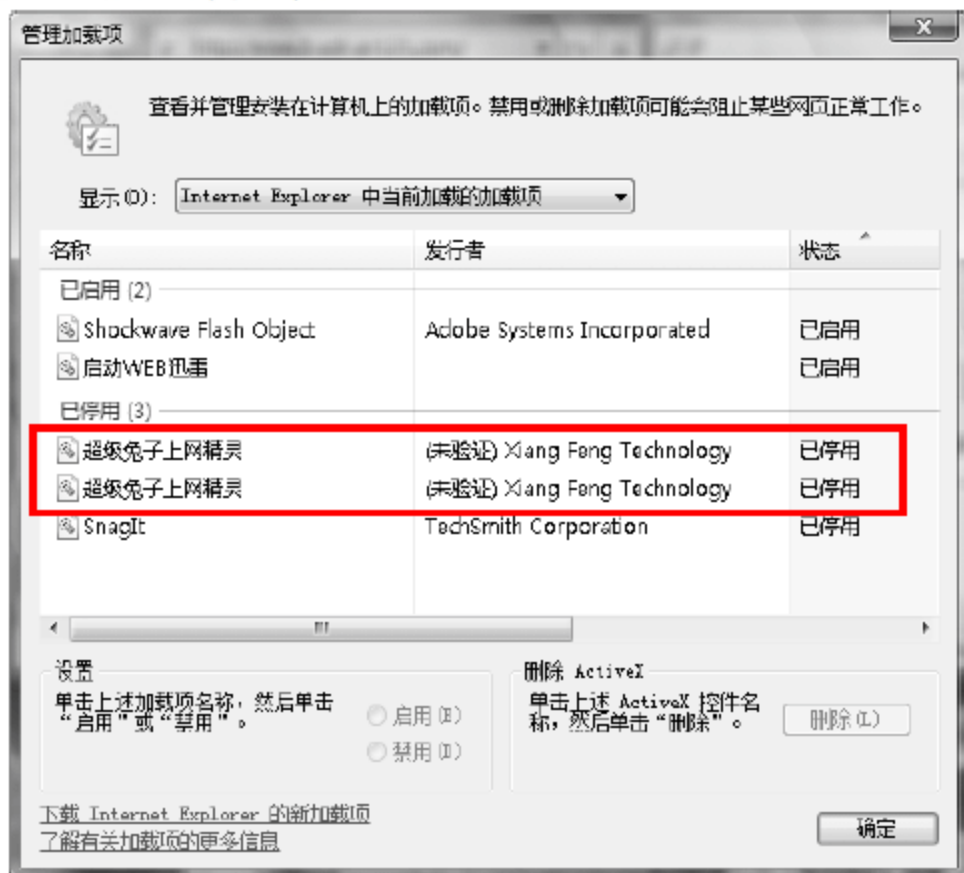 管理加载项
查看并管理安装在计算机上的加载项。禁用或删除加载项可能会阻止某些网页正常工作。
显示(O): Internet Explorer 中当前加载的加载项
名称 发行者 状态
已启用 (2)
Shockwave Flash Object Adobe Systems Incorporated 已启用
启动WEB迅雷 已启用
已停用 (3)
超级兔子上网精灵 (未验证) Xiang Feng Technology 已停用
超级兔子上网精灵 (未验证) Xiang Feng Technology 已停用
SnagIt TechSmith Corporation 已停用
设置
单击上述加载项名称，然后单击
“启用”或“禁用”。
启用(E)
禁用(D)
删除 ActiveX
单击上述 ActiveX 控件名
称，然后单击“删除”。
删除(L)
下载 Internet Explorer 的新加载项
了解有关加载项的更多信息
确定